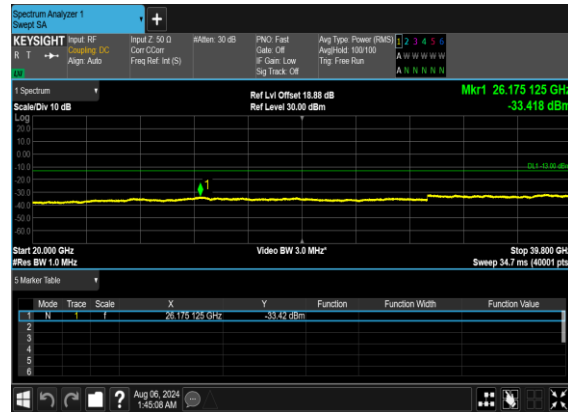 Spectrum Analyzer 1
Swept SA
+
KEYSIGHT
R T
LW
Input: RF
Coupling: DC
Align: Auto
Input Z: 50 Ω
Corr CCorr
Freq Ref: Int (S)
#Atten: 30 dB
PNO: Fast
Gate: Off
IF Gain: Low
Sig Track: Off
Avg Type: Power (RMS)
Avg|Hold: 100/100
Trig: Free Run
1 2 3 4 5 6
A W W W W W
A N N N N N
1 Spectrum
Scale/Div 10 dB
Ref Lvl Offset 18.88 dB
Ref Level 30.00 dBm
Mkr1 26.175 125 GHz
-33.418 dBm
Log
20.0
10.0
0.00
-10.0
DL1 -13.00 dBm
-20.0
1
-30.0
-40.0
-50.0
-60.0
Start 20.000 GHz
#Res BW 1.0 MHz
Video BW 3.0 MHz*
Stop 39.800 GHz
Sweep 34.7 ms (40001 pts)
5 Marker Table
Mode Trace Scale X Y Function Function Width Function Value
1 N 1 f 26.175 125 GHz -33.42 dBm
2
3
4
5
6
?
Aug 06, 2024
1:45:08 AM